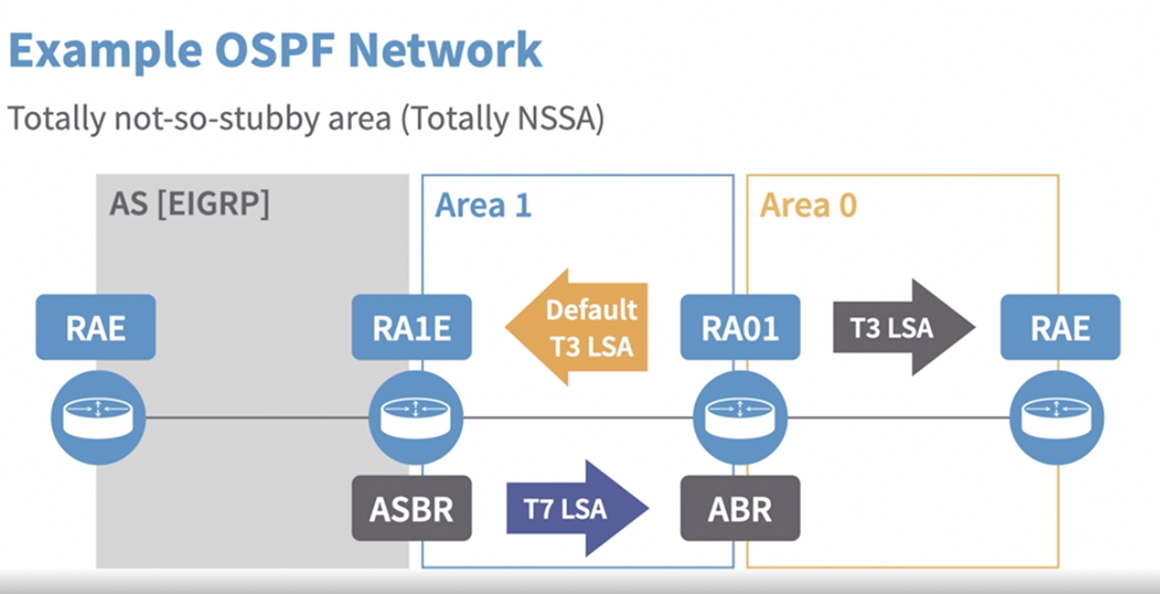 Example OSPF Network
Totally not-so-stubby area (Totally NSSA)
AS [EIGRP]
Area 1
Area 0
RAE
RA1E
Default
T3 LSA
RA01
T3 LSA
RAE
ASBR
T7 LSA
ABR